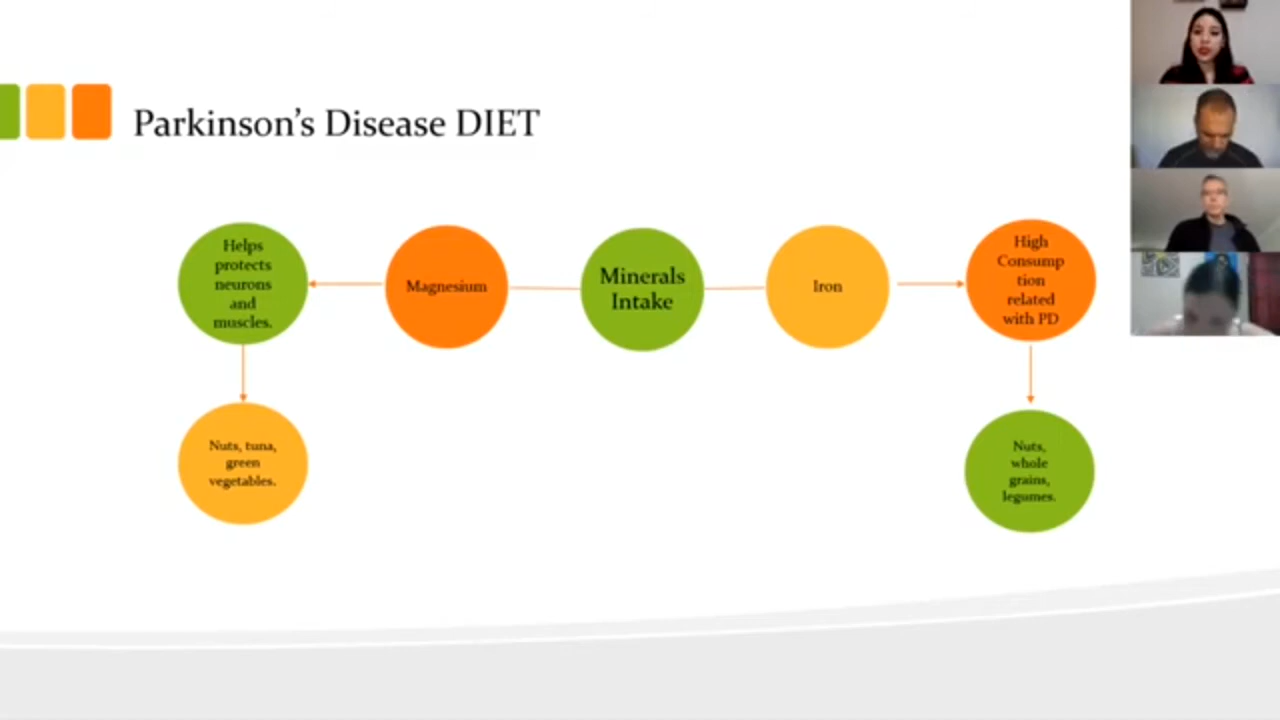 Parkinson's Disease DIET
Helps
protects
neurons
and
muscles.
Magnesium
Minerals
Intake
Iron
High
Consump
tion
related
with PD
Nuts, tuna,
green
vegetables.
Nuts,
whole
grains,
legumes.